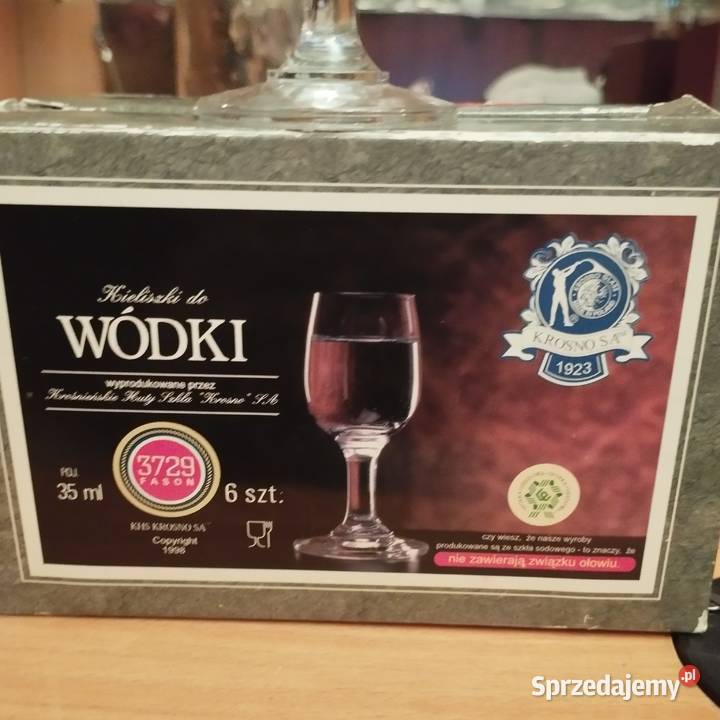 Kieliszki do
WÓDKI
wyprodukowane przez
Krośnieńskie Huty Szkła "Krosno" S.A
POJ.
35 ml
3729
FASON
6 szt.
KHS KROSNO SA
Copyright
1998
KROSNO S.A.
1923
czy wiesz, że nasze wyroby
produkowane są ze szkła sodowego - to znaczy, że
nie zawierają związku ołowiu.
Sprzedajemy.pl